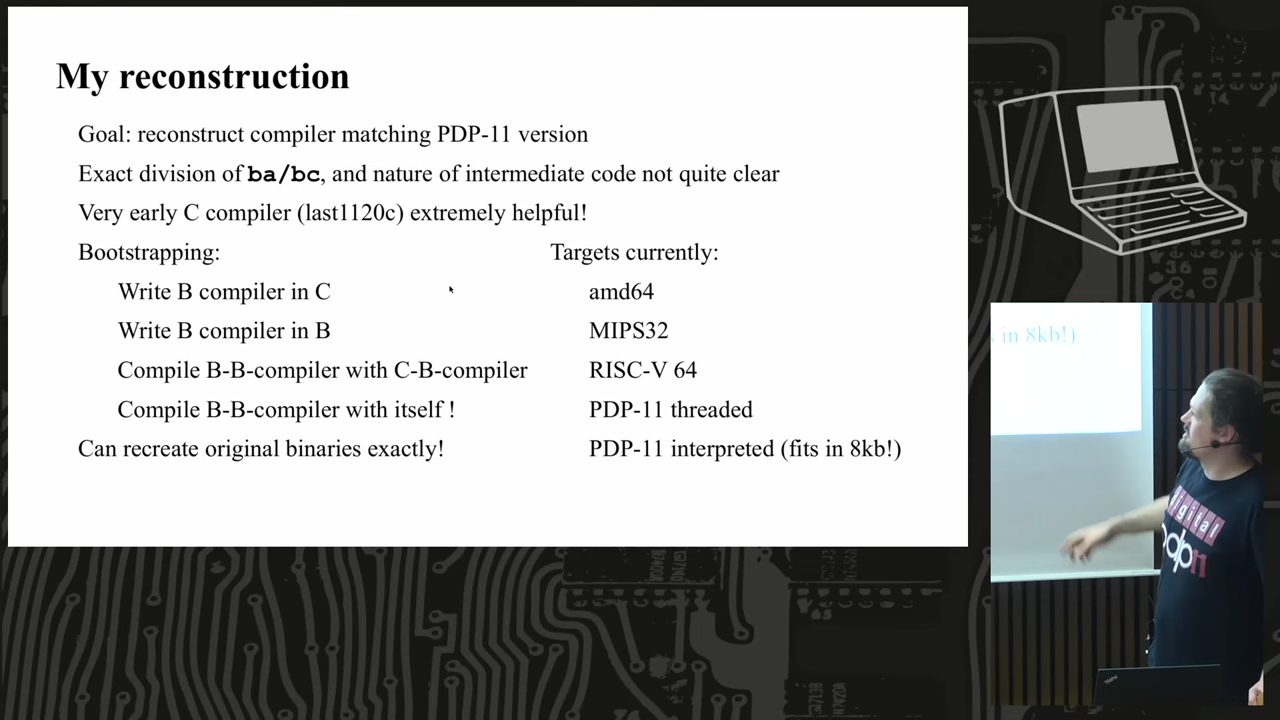 My reconstruction
Goal: reconstruct compiler matching PDP-11 version
Exact division of ba/bc, and nature of intermediate code not quite clear
Very early C compiler (last1120c) extremely helpful!
Bootstrapping:
Write B compiler in C
Write B compiler in B
Compile B-B-compiler with C-B-compiler
Compile B-B-compiler with itself !
Can recreate original binaries exactly!
Targets currently:
amd64
MIPS32
RISC-V 64
PDP-11 threaded
PDP-11 interpreted (fits in 8kb!)
in 8kb!)
digital
pdp11